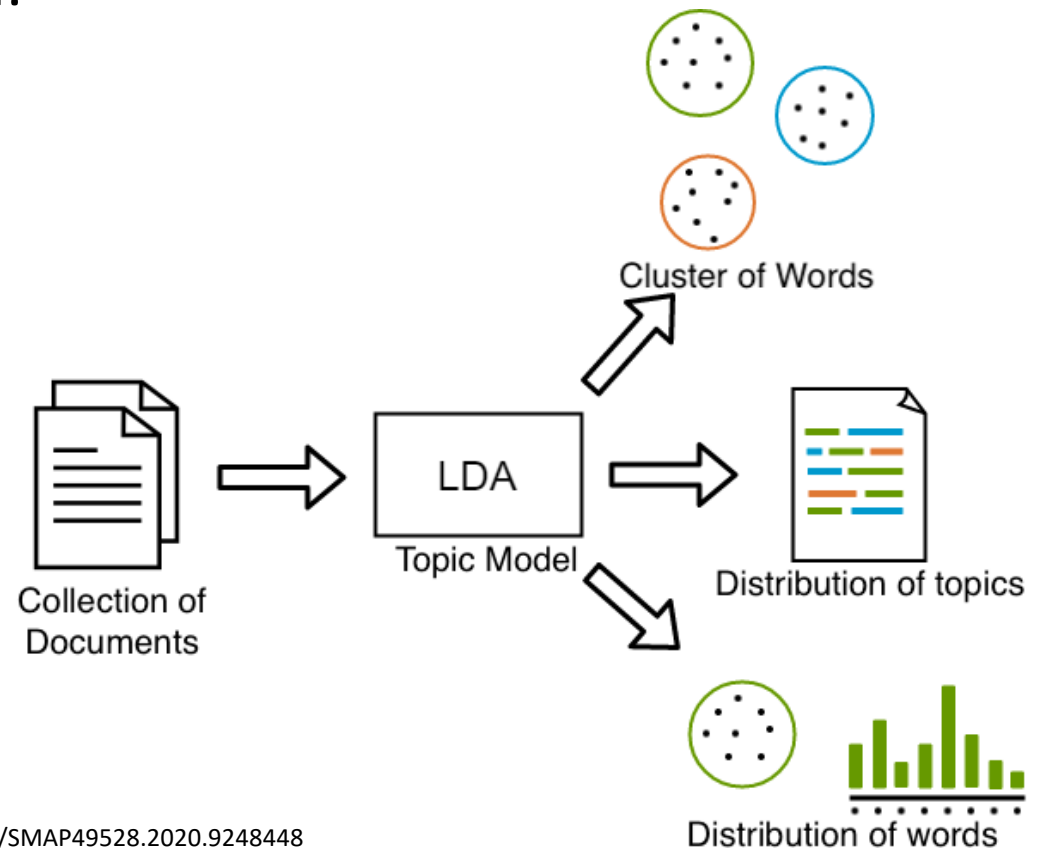 Cluster of Words
LDA
Topic Model
Distribution of topics
Collection of
Documents
Distribution of words
/SMAP49528.2020.9248448